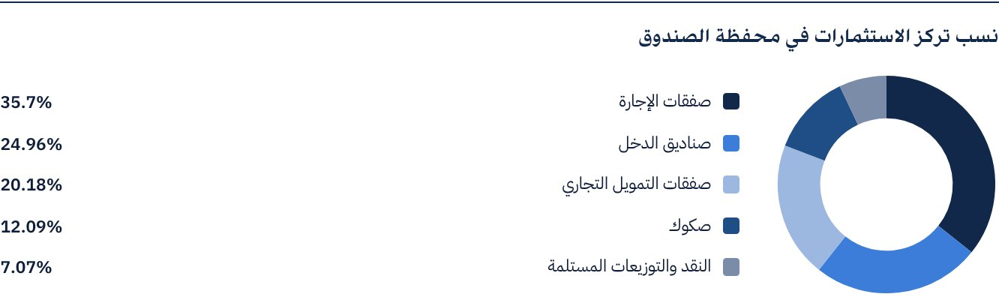 نسب تركز الاستثمارات في محفظة الصندوق
صفقات الإجارة 35.7%
صناديق الدخل 24.96%
صفقات التمويل التجاري 20.18%
صكوك 12.09%
النقد والتوزيعات المستلمة 7.07%